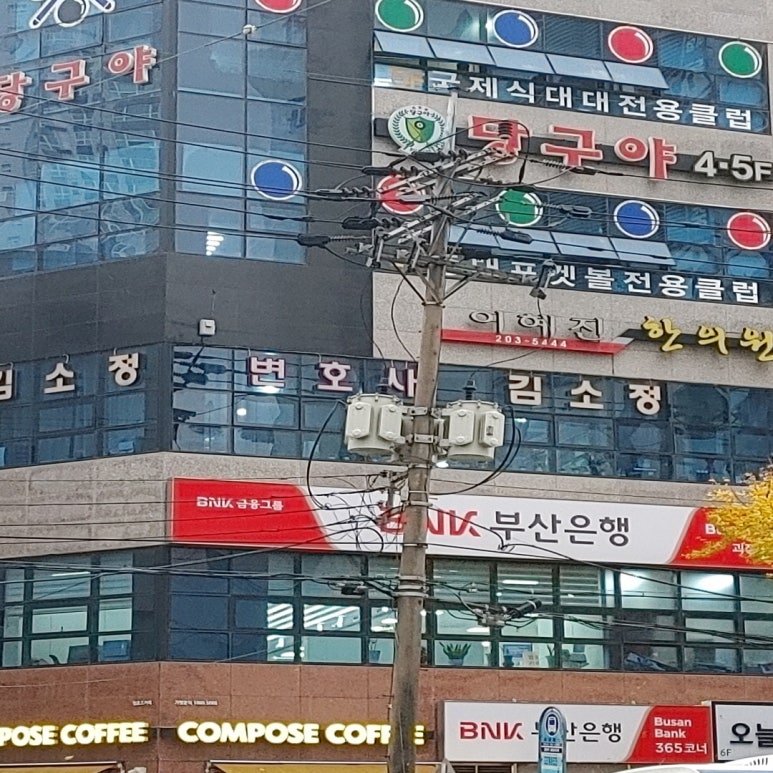 당구야
국제식대대전용클럽
당구야 4·5F
포켓볼전용클럽
이혜진 한의원
203-5444
김소정 변호사 김소정
BNK 금융그룹
BNK 부산은행
COMPOSE COFFEE
COMPOSE COFFEE
BNK 부산은행
Busan
Bank
365코너
오늘
6F